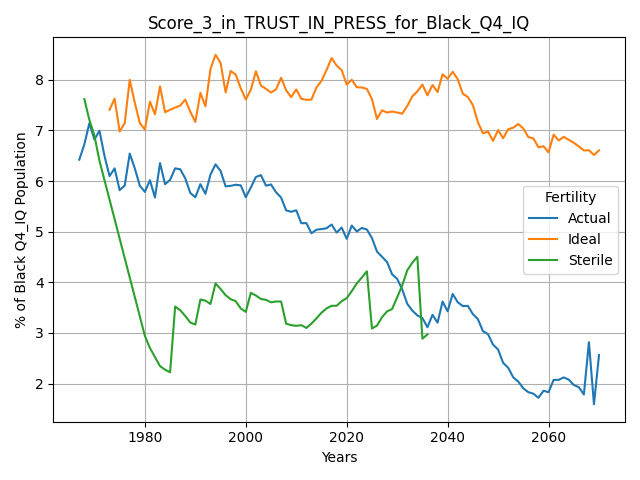 Score_3_in_TRUST_IN_PRESS_for_Black_Q4_IQ
% of Black Q4_IQ Population
8
7
6
5
4
3
2
Fertility
Actual
Ideal
Sterile
1980 2000 2020 2040 2060
Years